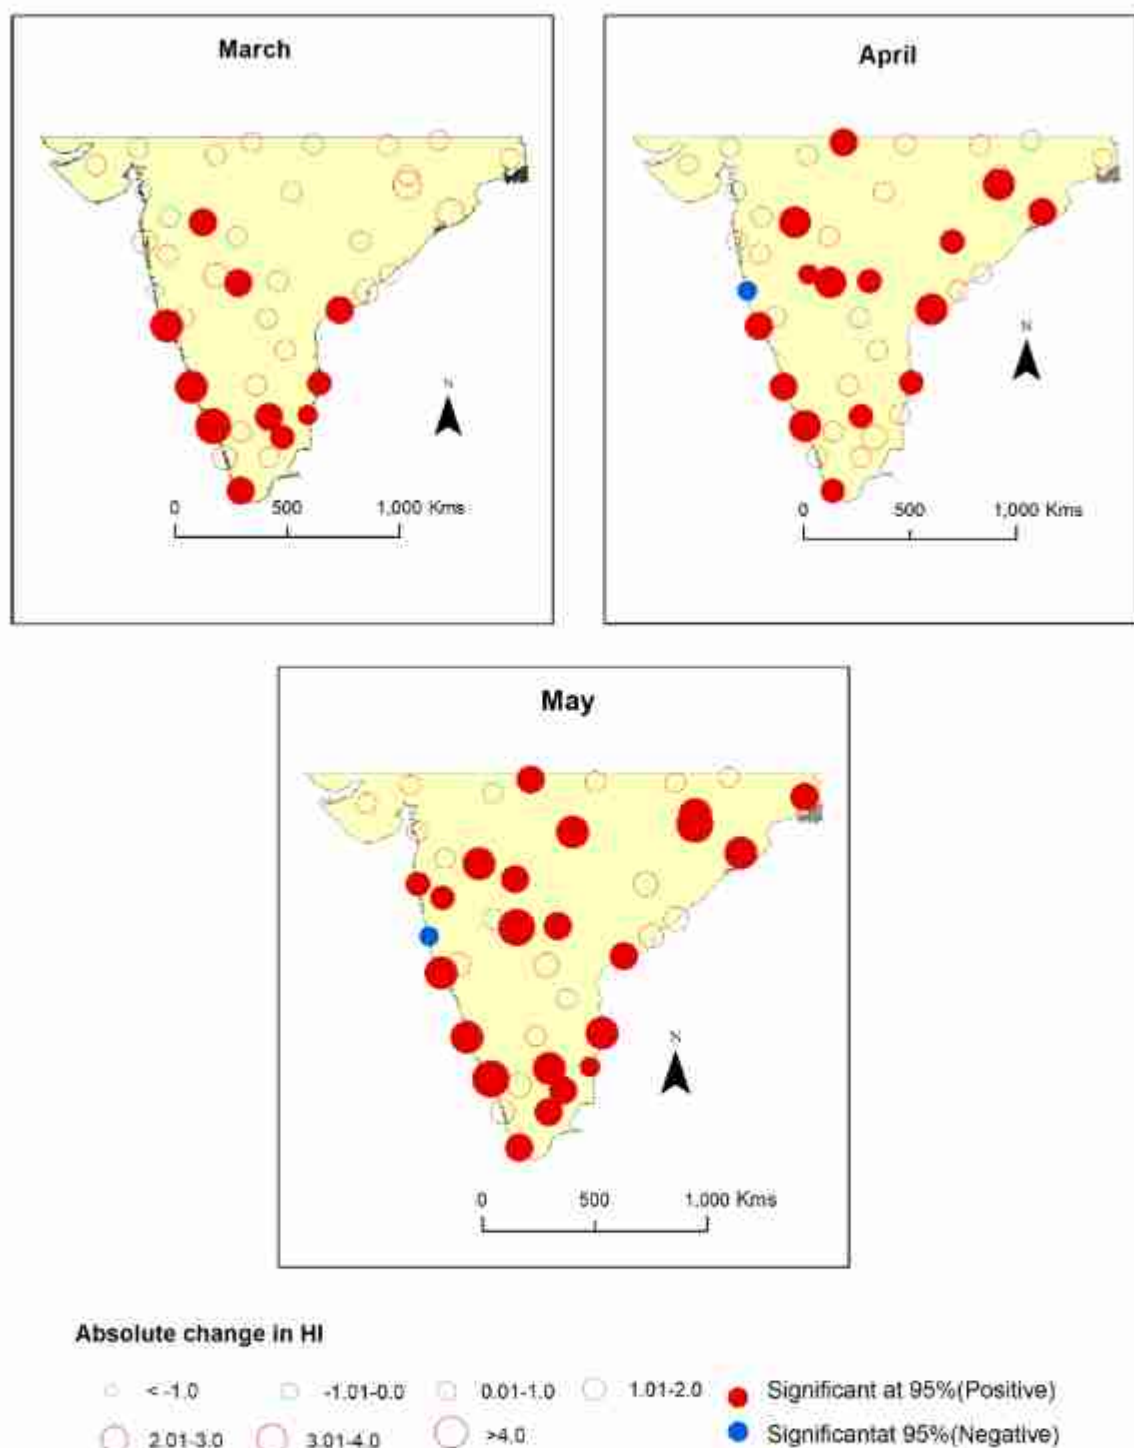 March
April
N
N
0 500 1,000 Kms
0 500 1,000 Kms
May
N
0 500 1,000 Kms
Absolute change in HI
< -1.0 -1.01-0.0 0.01-1.0 1.01-2.0 Significant at 95%(Positive)
2.01-3.0 3.01-4.0 >4.0 Significantat 95%(Negative)